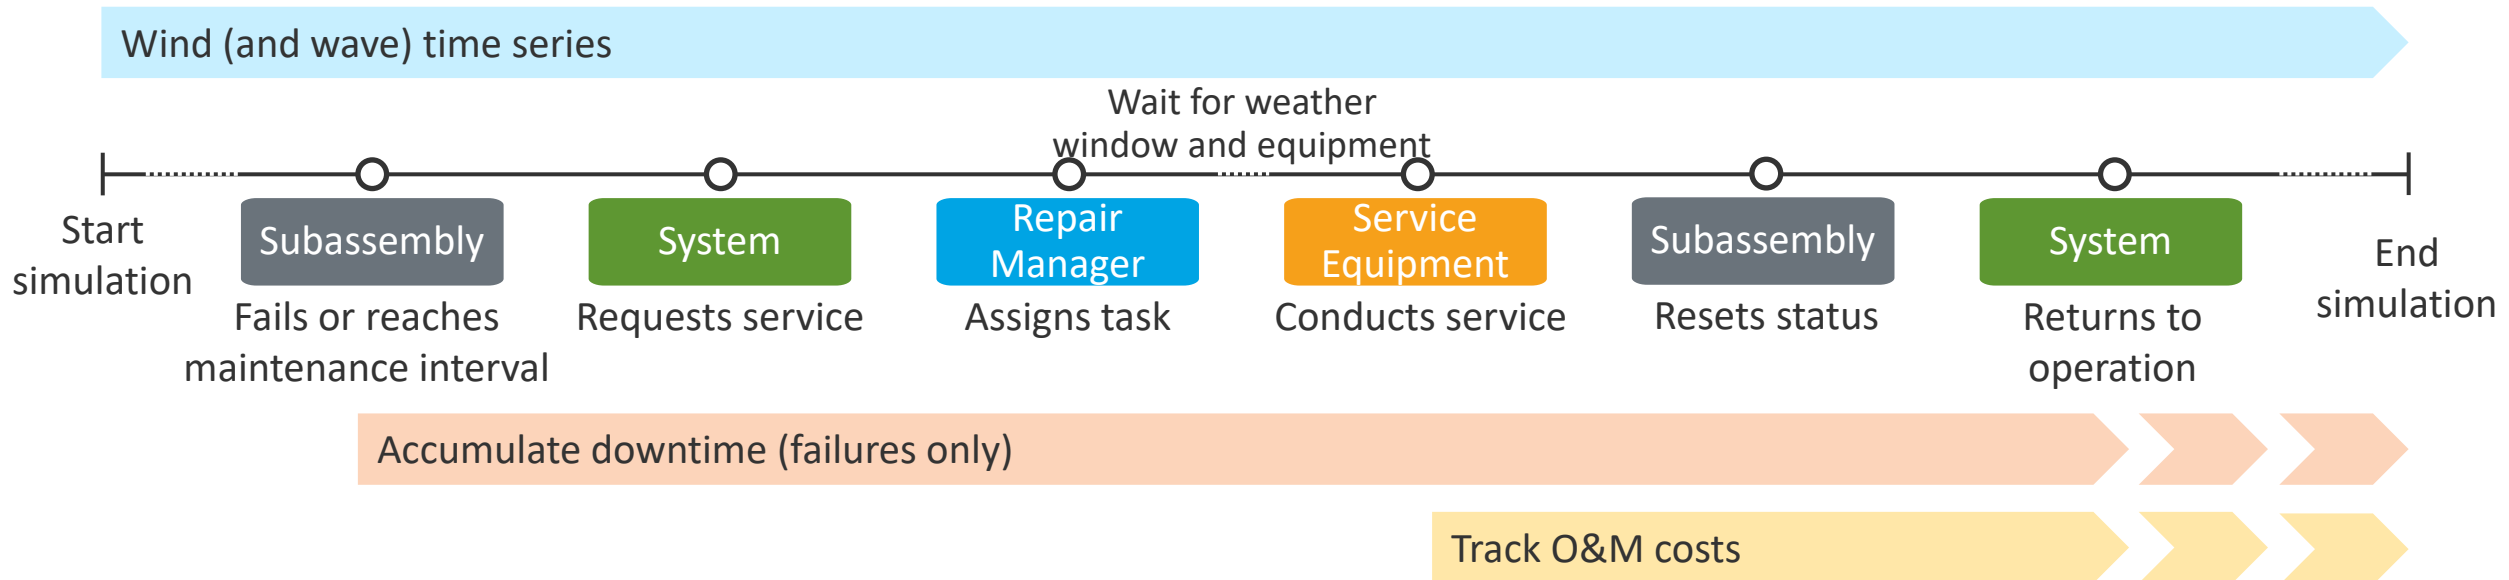 Wind (and wave) time series
Wait for weather
window and equipment
Start
simulation
Subassembly
Fails or reaches
maintenance interval
System
Requests service
Repair
Manager
Assigns task
Service
Equipment
Conducts service
Subassembly
Resets status
System
Returns to
operation
End
simulation
Accumulate downtime (failures only)
Track O&M costs